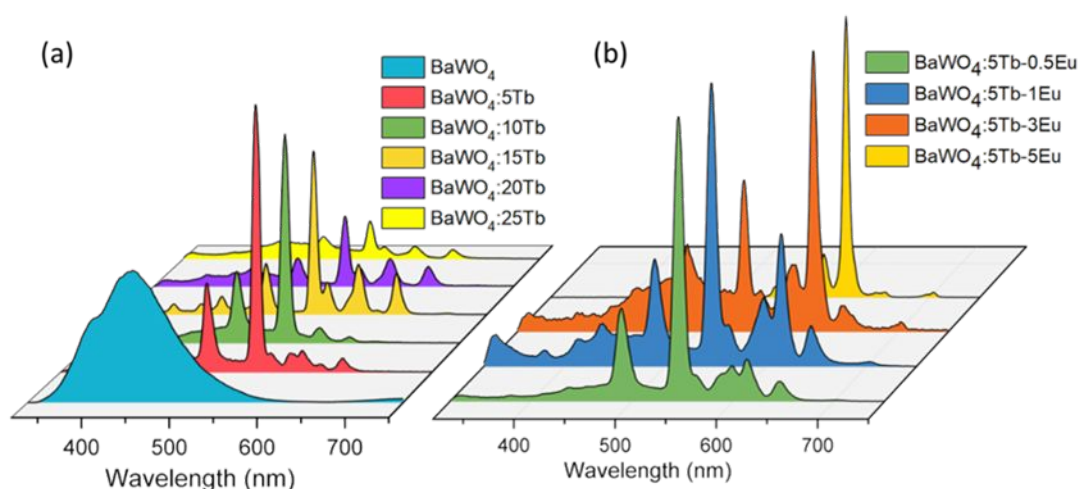 (a)
BaWO4
BaWO4:5Tb
BaWO4:10Tb
BaWO4:15Tb
BaWO4:20Tb
BaWO4:25Tb
400 500 600 700
Wavelength (nm)
(b)
BaWO4:5Tb-0.5Eu
BaWO4:5Tb-1Eu
BaWO4:5Tb-3Eu
BaWO4:5Tb-5Eu
400 500 600 700
Wavelength (nm)